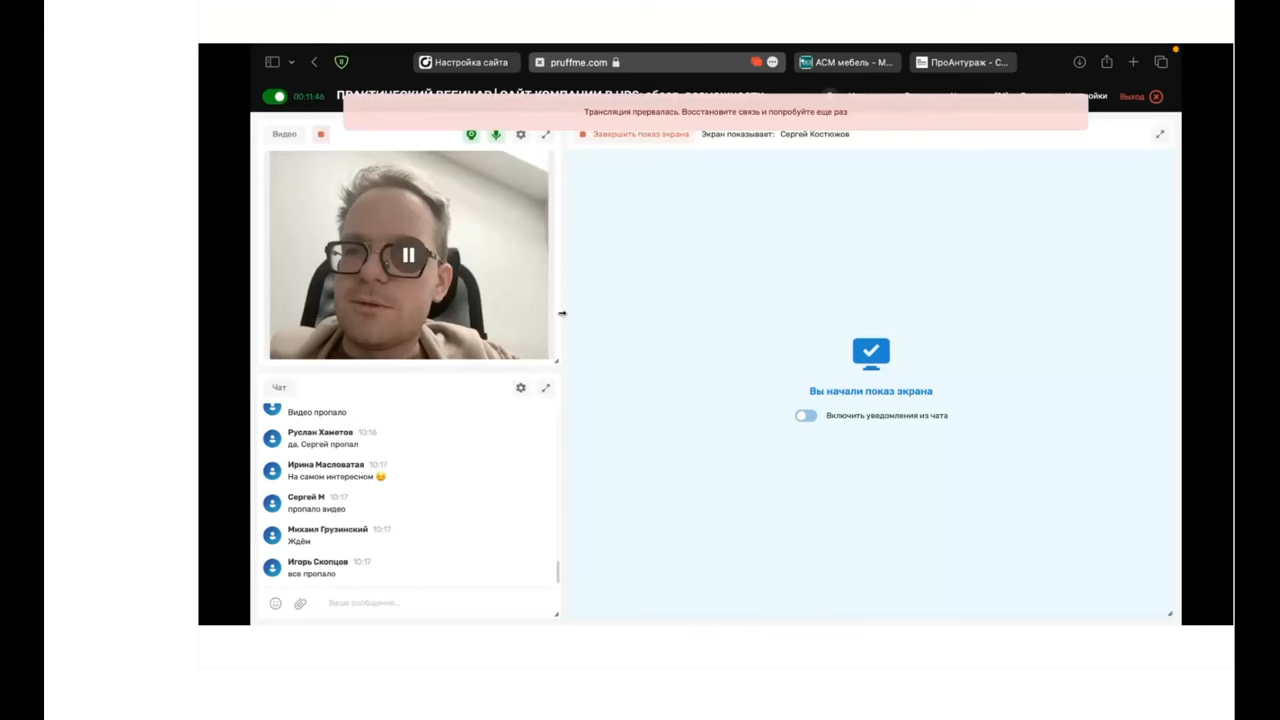 Настройка сайта
pruffme.com
АСМ мебель - М...
ПроАнтураж - С...
00:11:46
Выход
Трансляция прервалась. Восстановите связь и попробуйте еще раз
Видео
Завершить показ экрана
Экран показывает: Сергей Костюжов
Вы начали показ экрана
Включить уведомления из чата
Чат
Видео пропало
Руслан Хаметов 10:16
да, Сергей пропал
Ирина Масловатая 10:17
На самом интересном 😊
Сергей М 10:17
пропало видео
Михаил Грузинский 10:17
Ждём
Игорь Скопцов 10:17
все пропало
Ваше сообщение...